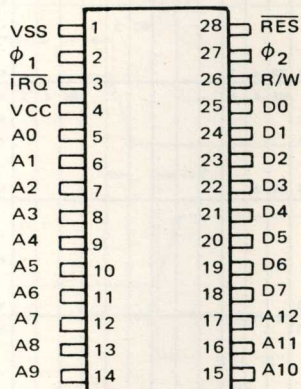 VSS 1 28 R̅E̅S̅
ϕ1 2 27 ϕ2
I̅R̅Q̅ 3 26 R/W
VCC 4 25 D0
A0 5 24 D1
A1 6 23 D2
A2 7 22 D3
A3 8 21 D4
A4 9 20 D5
A5 10 19 D6
A6 11 18 D7
A7 12 17 A12
A8 13 16 A11
A9 14 15 A10